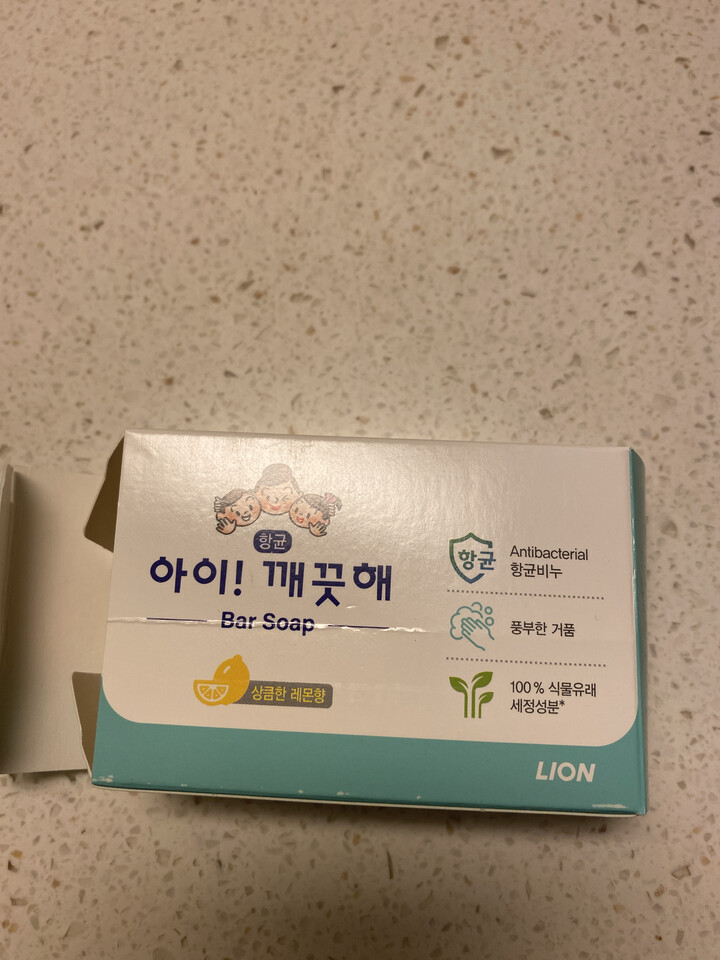 항균
아이! 깨끗해
Bar Soap
상큼한 레몬향
항균
Antibacterial
항균비누
풍부한 거품
100 % 식물유래
세정성분*
LION